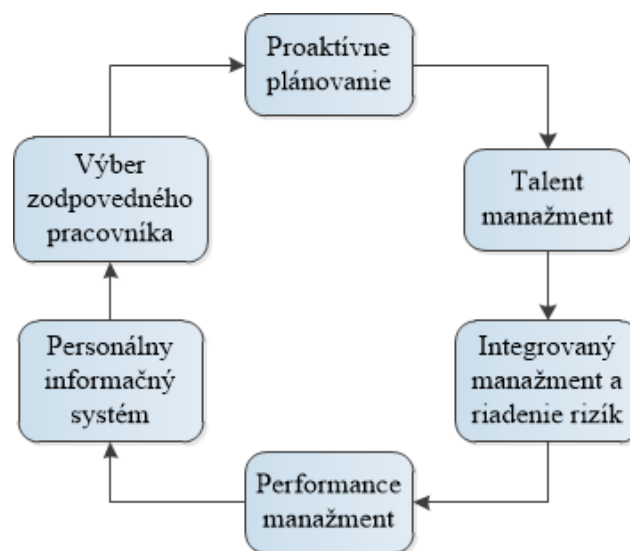 Proaktívne
plánovanie
Talent
manažment
Integrovaný
manažment a
riadenie rizík
Performance
manažment
Personálny
informačný
systém
Výber
zodpovedného
pracovníka